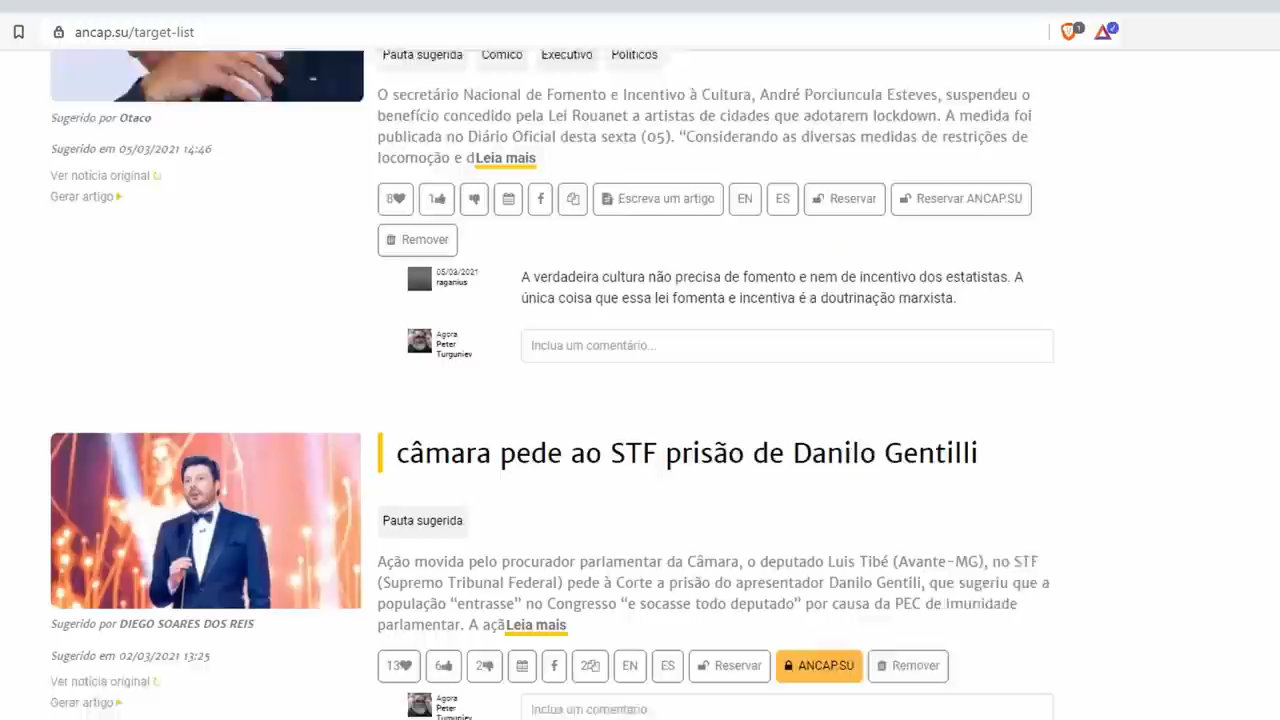 ancap.su/target-list
Pauta sugerida Cômico Executivo Políticos
O secretário Nacional de Fomento e Incentivo à Cultura, André Porciuncula Esteves, suspendeu o
benefício concedido pela Lei Rouanet a artistas de cidades que adotarem lockdown. A medida foi
publicada no Diário Oficial desta sexta (05). “Considerando as diversas medidas de restrições de
locomoção e dLeia mais
Sugerido por Otaco
Sugerido em 05/03/2021 14:46
Ver notícia original
Gerar artigo
8 1 Escreva um artigo EN ES Reservar Reservar ANCAP.SU
Remover
05/03/2021
raganius
A verdadeira cultura não precisa de fomento e nem de incentivo dos estatistas. A
única coisa que essa lei fomenta e incentiva é a doutrinação marxista.
Agora
Peter
Turguniev
Inclua um comentário...
câmara pede ao STF prisão de Danilo Gentilli
Pauta sugerida
Ação movida pelo procurador parlamentar da Câmara, o deputado Luis Tibé (Avante-MG), no STF
(Supremo Tribunal Federal) pede à Corte a prisão do apresentador Danilo Gentili, que sugeriu que a
população “entrasse” no Congresso “e socasse todo deputado” por causa da PEC de imunidade
parlamentar. A açãLeia mais
Sugerido por DIEGO SOARES DOS REIS
Sugerido em 02/03/2021 13:25
Ver notícia original
Gerar artigo
13 6 2 2 EN ES Reservar ANCAP.SU Remover
Agora
Peter
Turguniev
Inclua um comentário